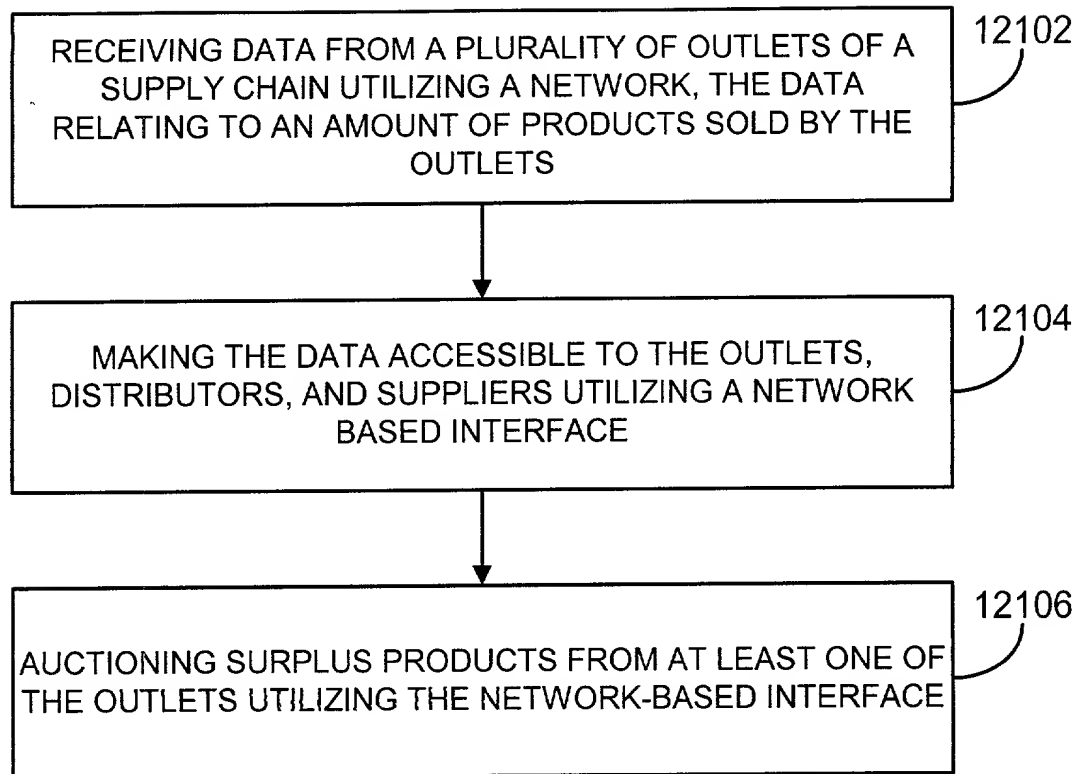 RECEIVING DATA FROM A PLURALITY OF OUTLETS OF A
SUPPLY CHAIN UTILIZING A NETWORK, THE DATA
RELATING TO AN AMOUNT OF PRODUCTS SOLD BY THE
OUTLETS
12102
MAKING THE DATA ACCESSIBLE TO THE OUTLETS,
DISTRIBUTORS, AND SUPPLIERS UTILIZING A NETWORK
BASED INTERFACE
12104
AUCTIONING SURPLUS PRODUCTS FROM AT LEAST ONE OF
THE OUTLETS UTILIZING THE NETWORK-BASED INTERFACE
12106